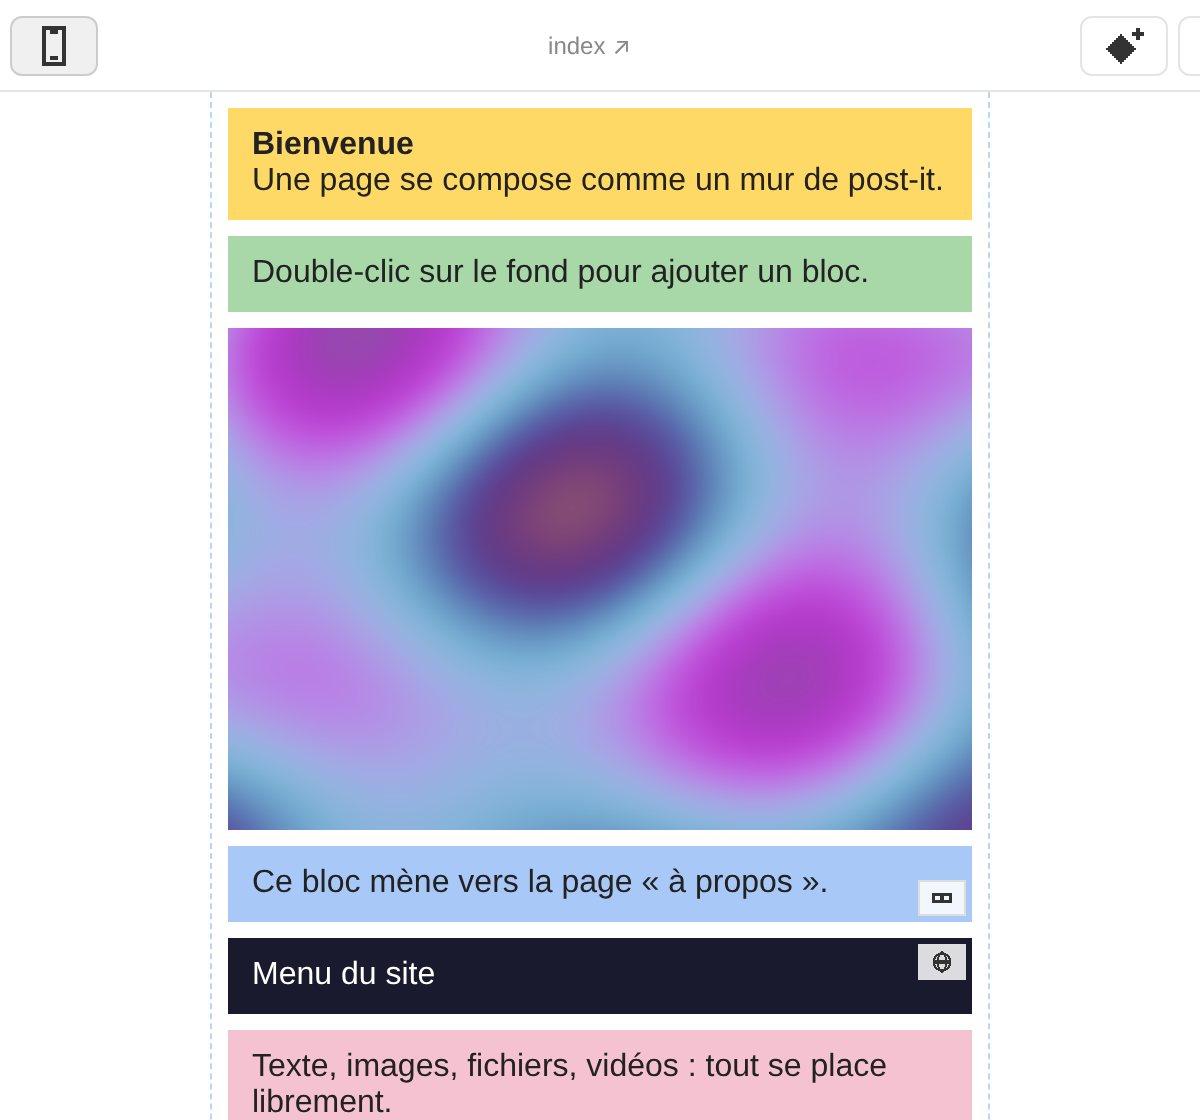 index
Bienvenue
Une page se compose comme un mur de post-it.
Double-clic sur le fond pour ajouter un bloc.
Ce bloc mène vers la page « à propos ».
Menu du site
Texte, images, fichiers, vidéos : tout se place
librement.